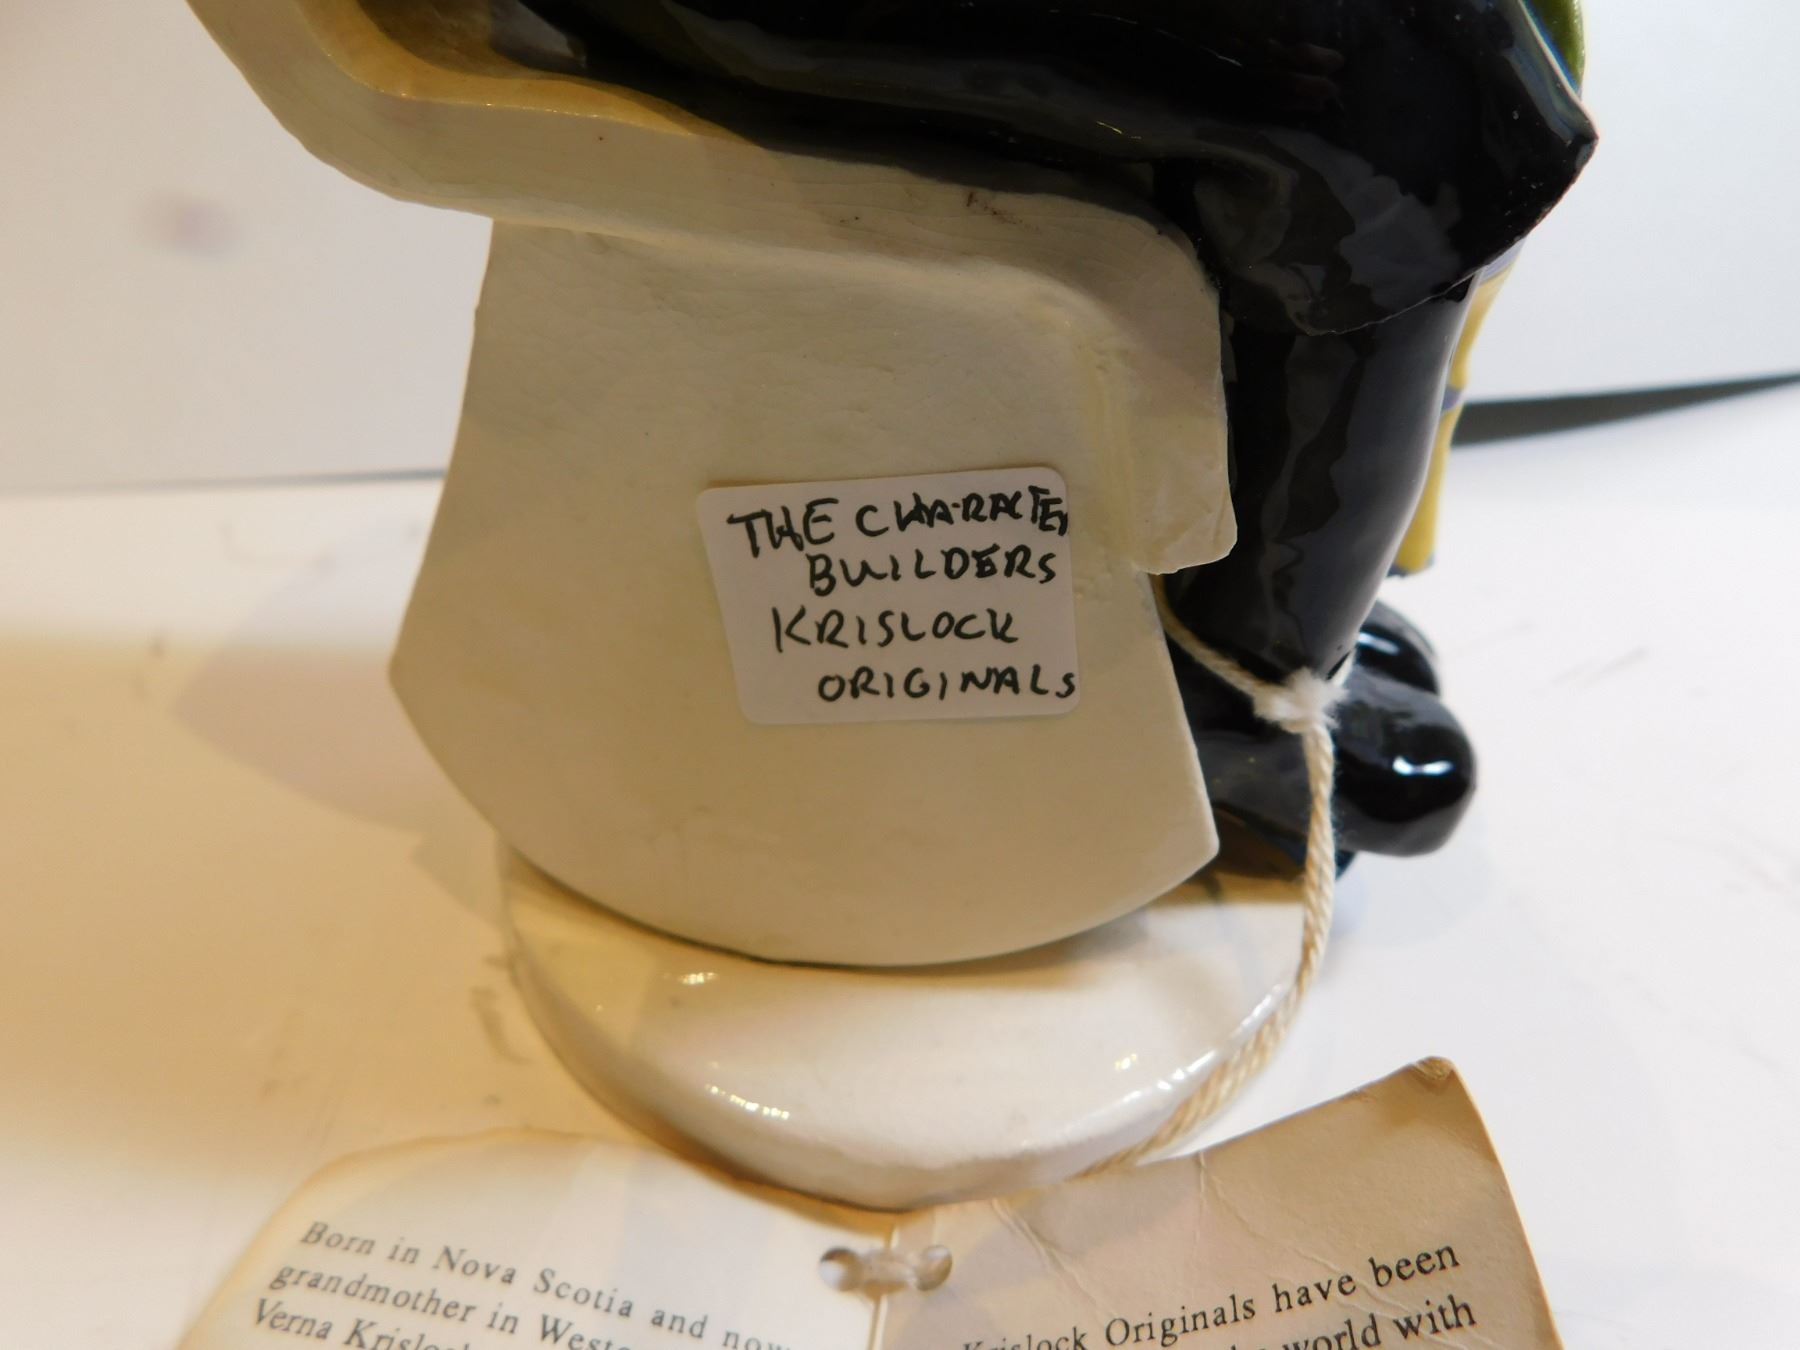 THE CHARACTER
BUILDERS
KRISLOCK
ORIGINALS
Born in Nova Scotia and now
grandmother in
Verna
Krislock Originals have been
world with